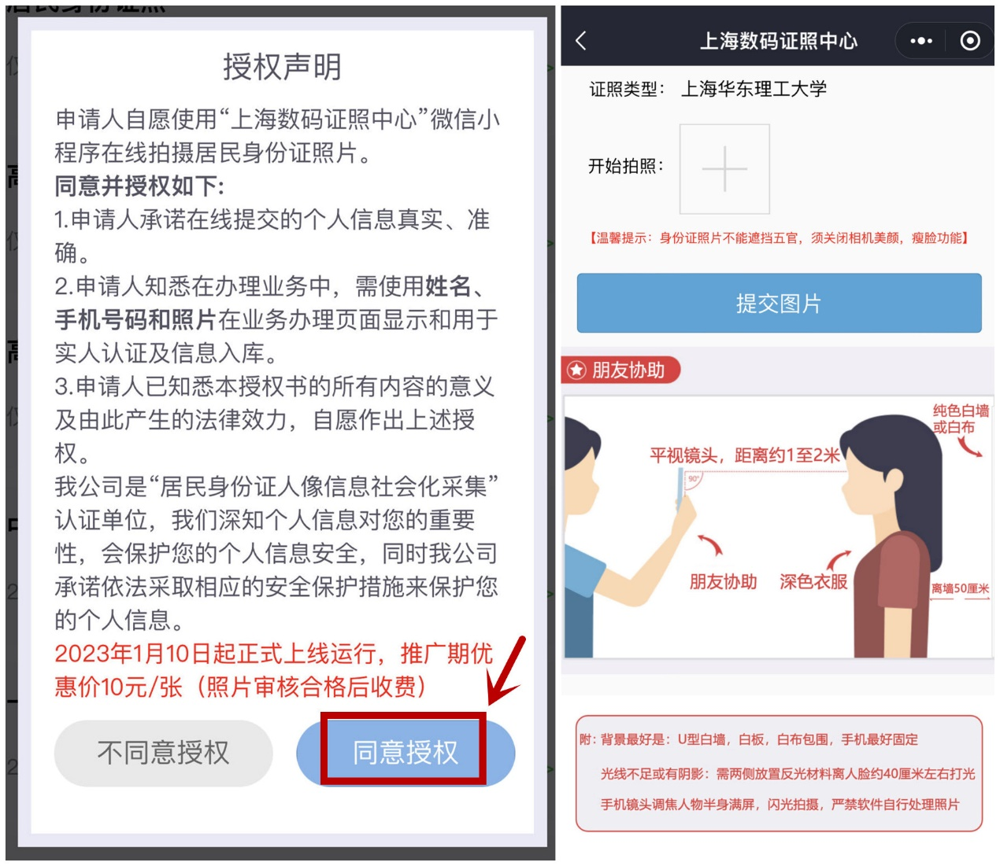 居民身份证照
授权声明
申请人自愿使用“上海数码证照中心”微信小
程序在线拍摄居民身份证照片。
同意并授权如下:
1.申请人承诺在线提交的个人信息真实、准
确。
2.申请人知悉在办理业务中，需使用姓名、
手机号码和照片在业务办理页面显示和用于
实人认证及信息入库。
3.申请人已知悉本授权书的所有内容的意义
及由此产生的法律效力，自愿作出上述授
权。
我公司是“居民身份证人像信息社会化采集”
认证单位，我们深知个人信息对您的重要
性，会保护您的个人信息安全，同时我公司
承诺依法采取相应的安全保护措施来保护您
的个人信息。
2023年1月10日起正式上线运行，推广期优
惠价10元/张（照片审核合格后收费）
不同意授权
同意授权
上海数码证照中心
证照类型： 上海华东理工大学
开始拍照：
【温馨提示：身份证照片不能遮挡五官，须关闭相机美颜，瘦脸功能】
提交图片
朋友协助
纯色白墙
或白布
平视镜头，距离约1至2米
90°
朋友协助
深色衣服
离墙50厘米
附：背景最好是：U型白墙，白板，白布包围，手机最好固定
光线不足或有阴影：需两侧放置反光材料离人脸约40厘米左右打光
手机镜头调焦人物半身满屏，闪光拍摄，严禁软件自行处理照片